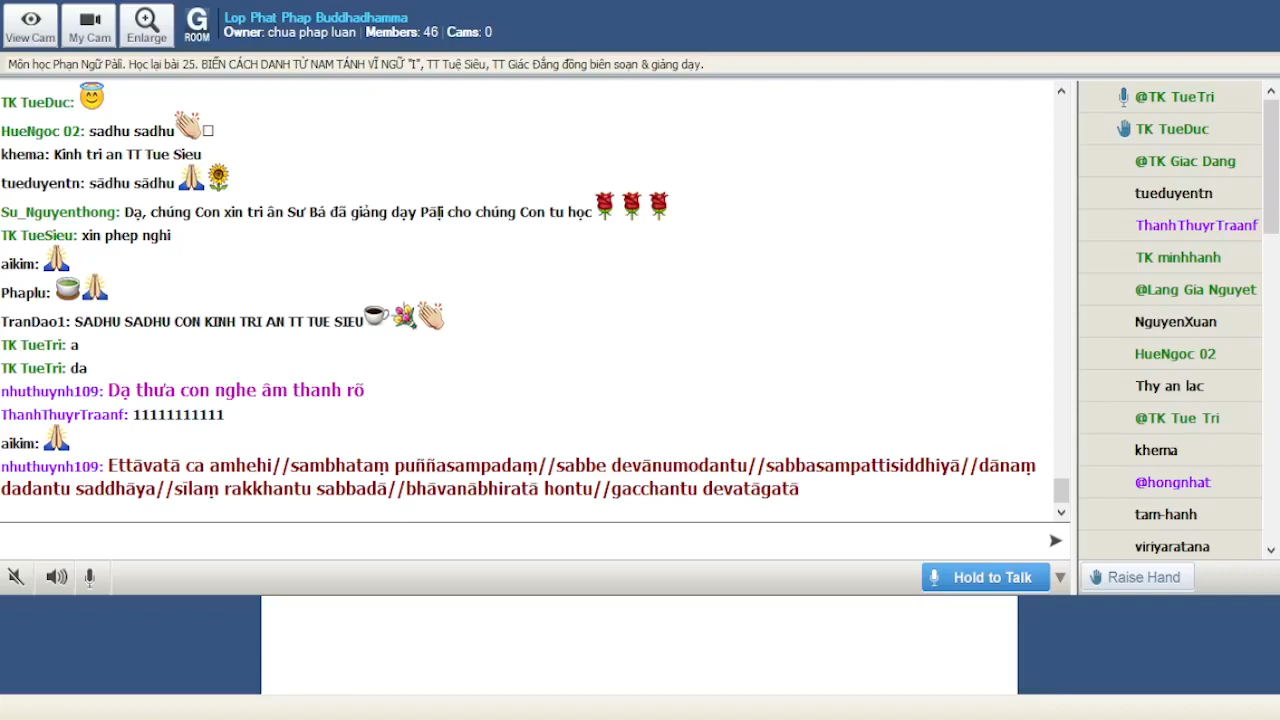 View Cam
My Cam
Enlarge
G
ROOM
Lop Phat Phap Buddhadhamma
Owner: chua phap luan | Members: 46 | Cams: 0
Môn học Phạn Ngữ Pàli. Học lại bài 25. BIẾN CÁCH DANH TỪ NAM TÁNH VĨ NGỮ "I", TT Tuệ Siêu, TT Giác Đẳng đồng biên soạn & giảng dạy.
TK TueDuc:
HueNgoc 02: sadhu sadhu
khema: Kinh tri an TT Tue Sieu
tueduyentn: sādhu sādhu
Su_Nguyenthong: Dạ, chúng Con xin tri ân Sư Bá đã giảng dạy Pāḷi cho chúng Con tu học
TK TueSieu: xin phep nghi
aikim:
Phaplu:
TranDao1: SADHU SADHU CON KINH TRI AN TT TUE SIEU
TK TueTri: a
TK TueTri: da
nhuthuynh109: Dạ thưa con nghe âm thanh rõ
ThanhThuyrTraanf: 11111111111
aikim:
nhuthuynh109: Ettāvatā ca amhehi//sambhataṃ puññasampadaṃ//sabbe devānumodantu//sabbasampattisiddhiyā//dānaṃ
dadantu saddhāya//sīlaṃ rakkhantu sabbadā//bhāvanābhiratā hontu//gacchantu devatāgatā
Hold to Talk
@TK TueTri
TK TueDuc
@TK Giac Dang
tueduyentn
ThanhThuyrTraanf
TK minhhanh
@Lang Gia Nguyet
NguyenXuan
HueNgoc 02
Thy an lac
@TK Tue Tri
khema
@hongnhat
tam-hanh
viriyaratana
Raise Hand